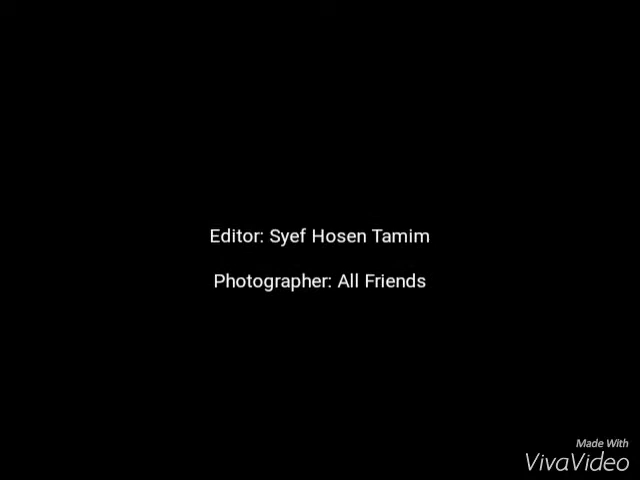 Editor: Syef Hosen Tamim
Photographer: All Friends
Made With
VivaVideo